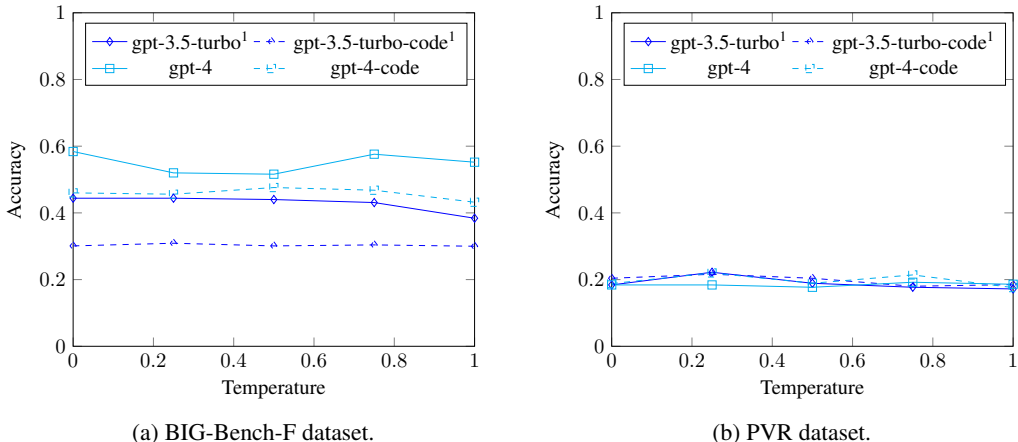 1
0.8
0.6
0.4
0.2
0
0 0.2 0.4 0.6 0.8 1
Accuracy
Temperature
gpt-3.5-turbo¹ gpt-3.5-turbo-code¹
gpt-4 gpt-4-code
(a) BIG-Bench-F dataset.
1
0.8
0.6
0.4
0.2
0
0 0.2 0.4 0.6 0.8 1
Accuracy
Temperature
gpt-3.5-turbo¹ gpt-3.5-turbo-code¹
gpt-4 gpt-4-code
(b) PVR dataset.